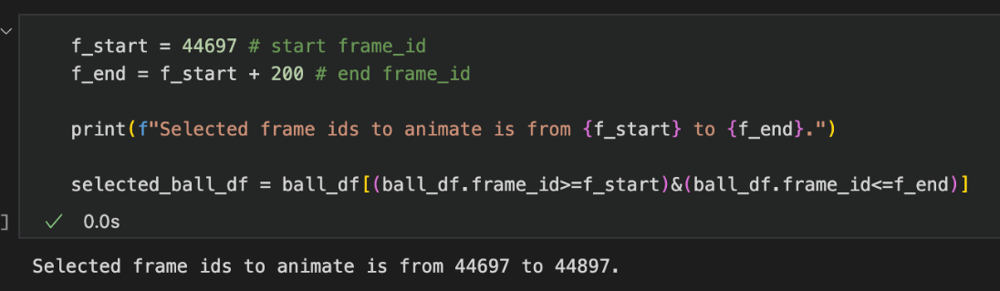 f_start = 44697 # start frame_id
f_end = f_start + 200 # end frame_id
print(f"Selected frame ids to animate is from {f_start} to {f_end}.")
selected_ball_df = ball_df[(ball_df.frame_id>=f_start)&(ball_df.frame_id<=f_end)]
] ✓ 0.0s
Selected frame ids to animate is from 44697 to 44897.